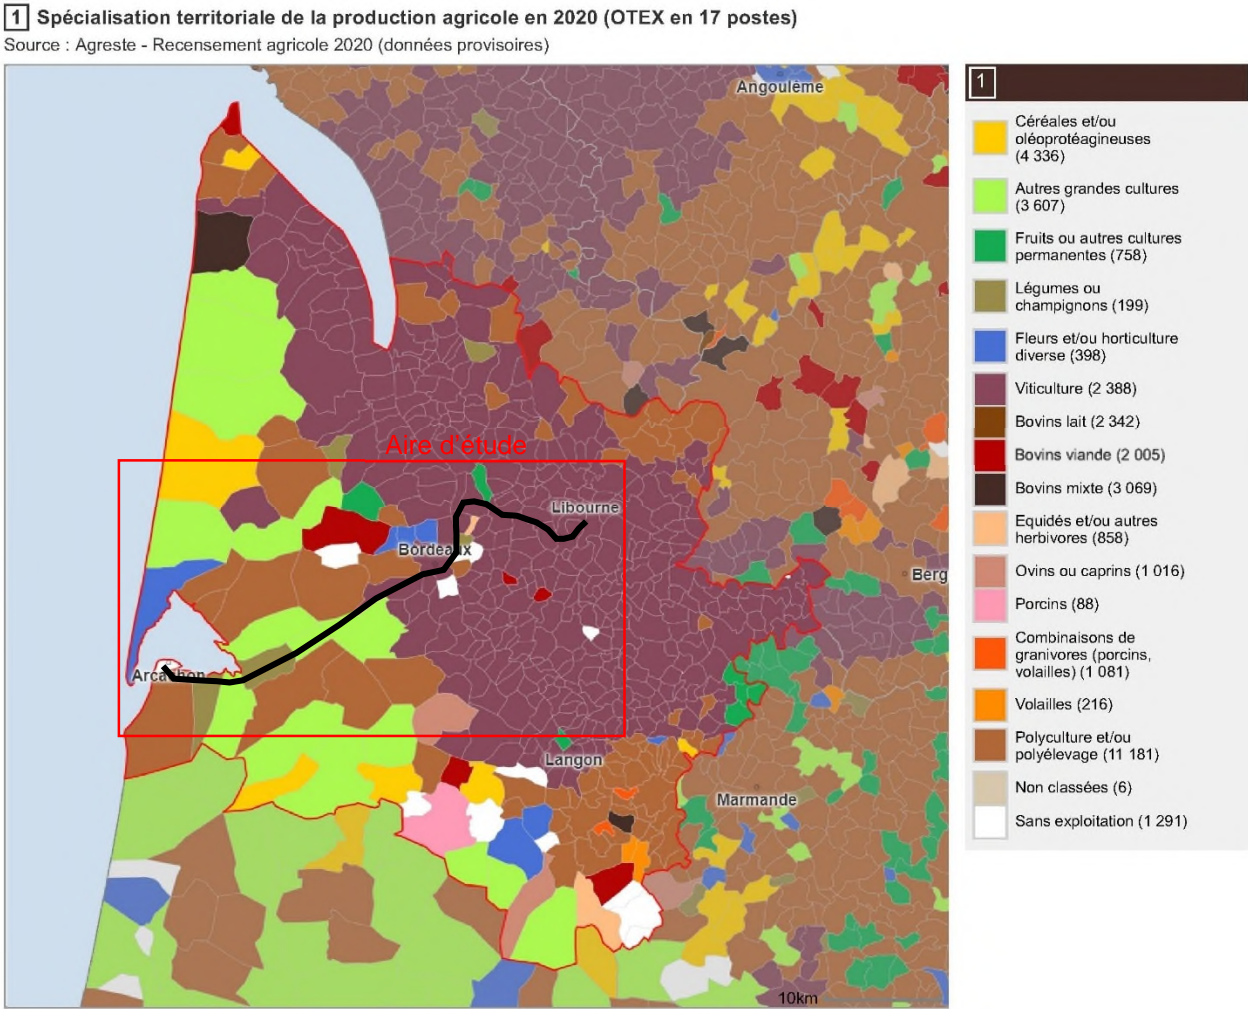 1 Spécialisation territoriale de la production agricole en 2020 (OTEX en 17 postes)
Source : Agreste - Recensement agricole 2020 (données provisoires)
Angoulême
Aire d'étude
Libourne
Bordeaux
Berg
Arcachon
Langon
Marmande
10km
1
Céréales et/ou
oléoprotéagineuses
(4 336)
Autres grandes cultures
(3 607)
Fruits ou autres cultures
permanentes (758)
Légumes ou
champignons (199)
Fleurs et/ou horticulture
diverse (398)
Viticulture (2 388)
Bovins lait (2 342)
Bovins viande (2 005)
Bovins mixte (3 069)
Equidés et/ou autres
herbivores (858)
Ovins ou caprins (1 016)
Porcins (88)
Combinaisons de
granivores (porcins,
volailles) (1 081)
Volailles (216)
Polyculture et/ou
polyélevage (11 181)
Non classées (6)
Sans exploitation (1 291)